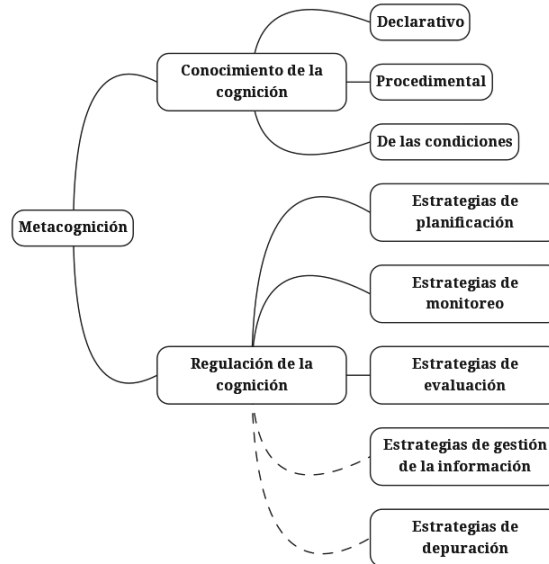 Declarativo
Conocimiento de la
cognición
Procedimental
De las condiciones
Estrategias de
planificación
Metacognición
Estrategias de
monitoreo
Regulación de la
cognición
Estrategias de
evaluación
Estrategias de gestión
de la información
Estrategias de
depuración